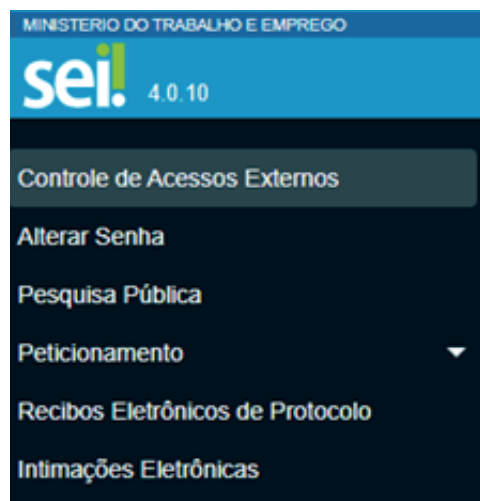 MINISTERIO DO TRABALHO E EMPREGO
sei! 4.0.10
Controle de Acessos Externos
Alterar Senha
Pesquisa Pública
Peticionamento
Recibos Eletrônicos de Protocolo
Intimações Eletrônicas